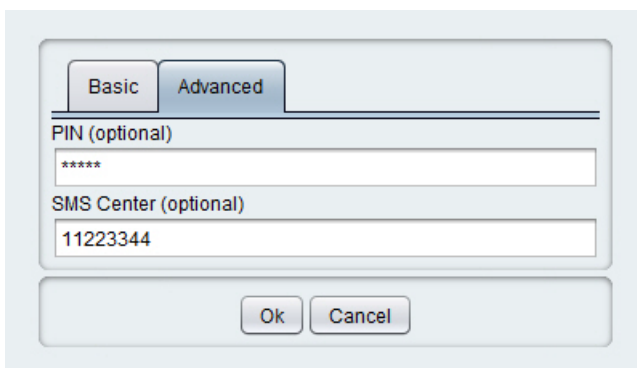 Basic Advanced
PIN (optional)
*****
SMS Center (optional)
11223344
Ok Cancel